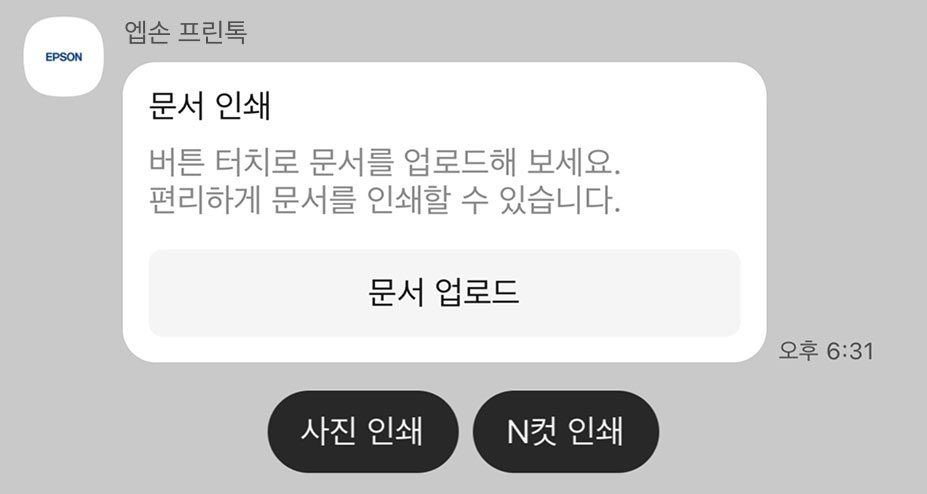 엡손 프린톡
EPSON
문서 인쇄
버튼 터치로 문서를 업로드해 보세요.
편리하게 문서를 인쇄할 수 있습니다.
문서 업로드
오후 6:31
사진 인쇄
N컷 인쇄